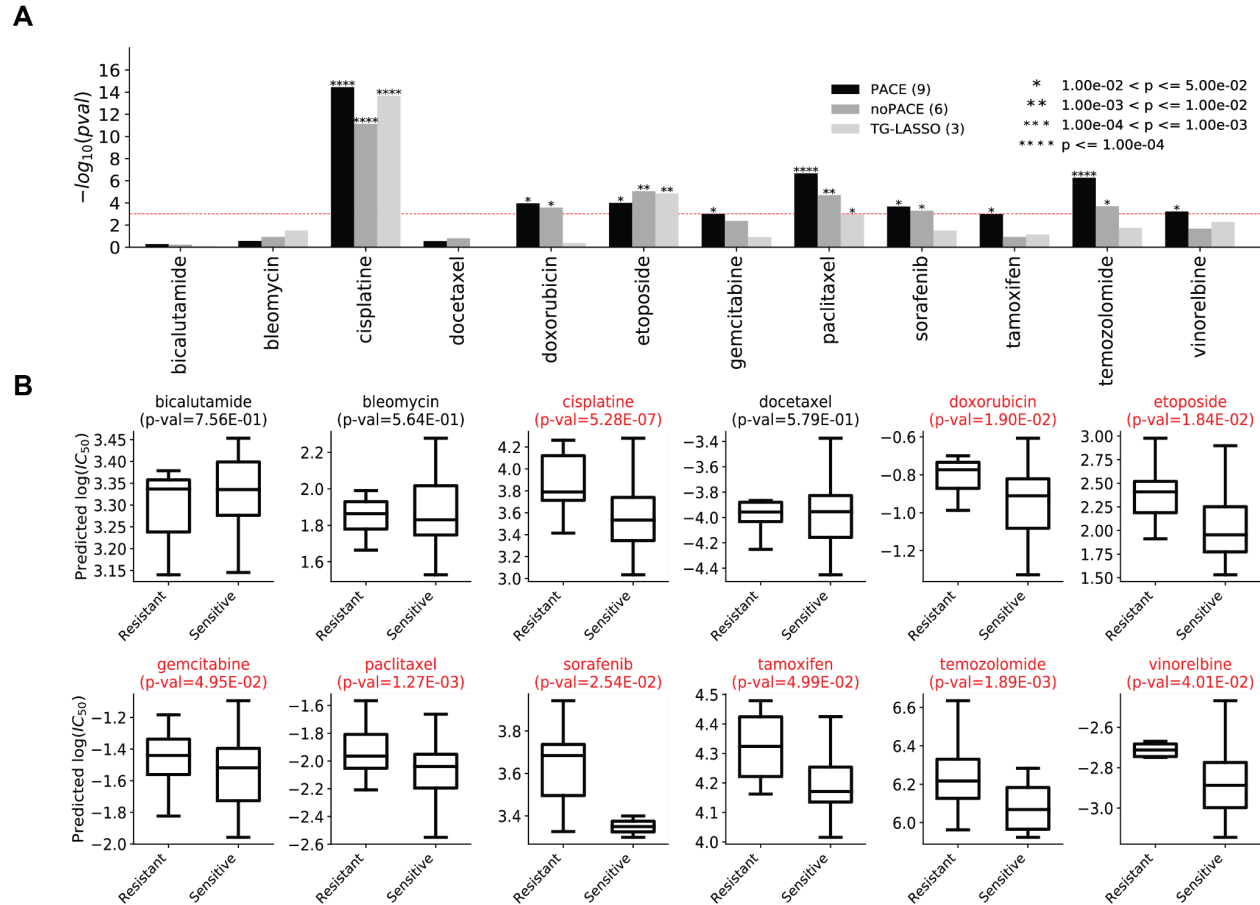 A
−log₁₀(pval)
16
14
12
10
8
6
4
2
0
**** **** ****
* *
* ** **
*
**** ** *
* *
*
**** *
*
PACE (9)
noPACE (6)
TG-LASSO (3)
* 1.00e-02 < p <= 5.00e-02
** 1.00e-03 < p <= 1.00e-02
*** 1.00e-04 < p <= 1.00e-03
**** p <= 1.00e-04
bicalutamide
bleomycin
cisplatine
docetaxel
doxorubicin
etoposide
gemcitabine
paclitaxel
sorafenib
tamoxifen
temozolomide
vinorelbine
B
Predicted log(IC₅₀)
bicalutamide
(p-val=7.56E-01)
3.45
3.40
3.35
3.30
3.25
3.20
3.15
Resistant
Sensitive
bleomycin
(p-val=5.64E-01)
2.2
2.0
1.8
1.6
Resistant
Sensitive
cisplatine
(p-val=5.28E-07)
4.2
4.0
3.8
3.6
3.4
3.2
3.0
Resistant
Sensitive
docetaxel
(p-val=5.79E-01)
−3.4
−3.6
−3.8
−4.0
−4.2
−4.4
Resistant
Sensitive
doxorubicin
(p-val=1.90E-02)
−0.6
−0.8
−1.0
−1.2
Resistant
Sensitive
etoposide
(p-val=1.84E-02)
3.00
2.75
2.50
2.25
2.00
1.75
1.50
Resistant
Sensitive
Predicted log(IC₅₀)
gemcitabine
(p-val=4.95E-02)
−1.2
−1.4
−1.6
−1.8
−2.0
Resistant
Sensitive
paclitaxel
(p-val=1.27E-03)
−1.6
−1.8
−2.0
−2.2
−2.4
−2.6
Resistant
Sensitive
sorafenib
(p-val=2.54E-02)
3.8
3.6
3.4
Resistant
Sensitive
tamoxifen
(p-val=4.99E-02)
4.5
4.4
4.3
4.2
4.1
4.0
Resistant
Sensitive
temozolomide
(p-val=1.89E-03)
6.6
6.4
6.2
6.0
Resistant
Sensitive
vinorelbine
(p-val=4.01E-02)
−2.6
−2.8
−3.0
Resistant
Sensitive